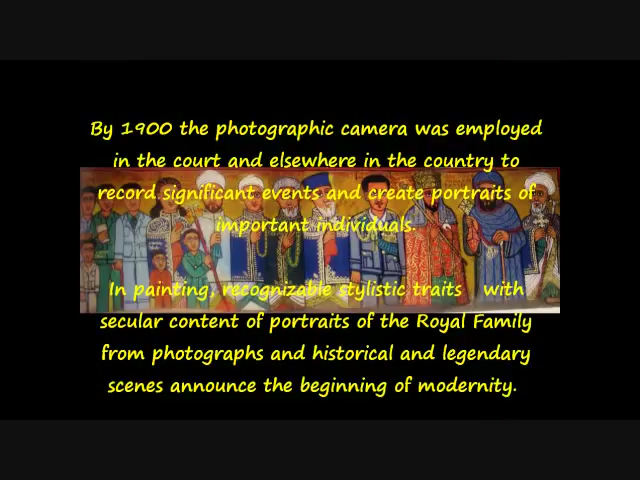 By 1900 the photographic camera was employed
in the court and elsewhere in the country to
record significant events and create portraits of
important individuals.
In painting, recognizable stylistic traits with
secular content of portraits of the Royal Family
from photographs and historical and legendary
scenes announce the beginning of modernity.